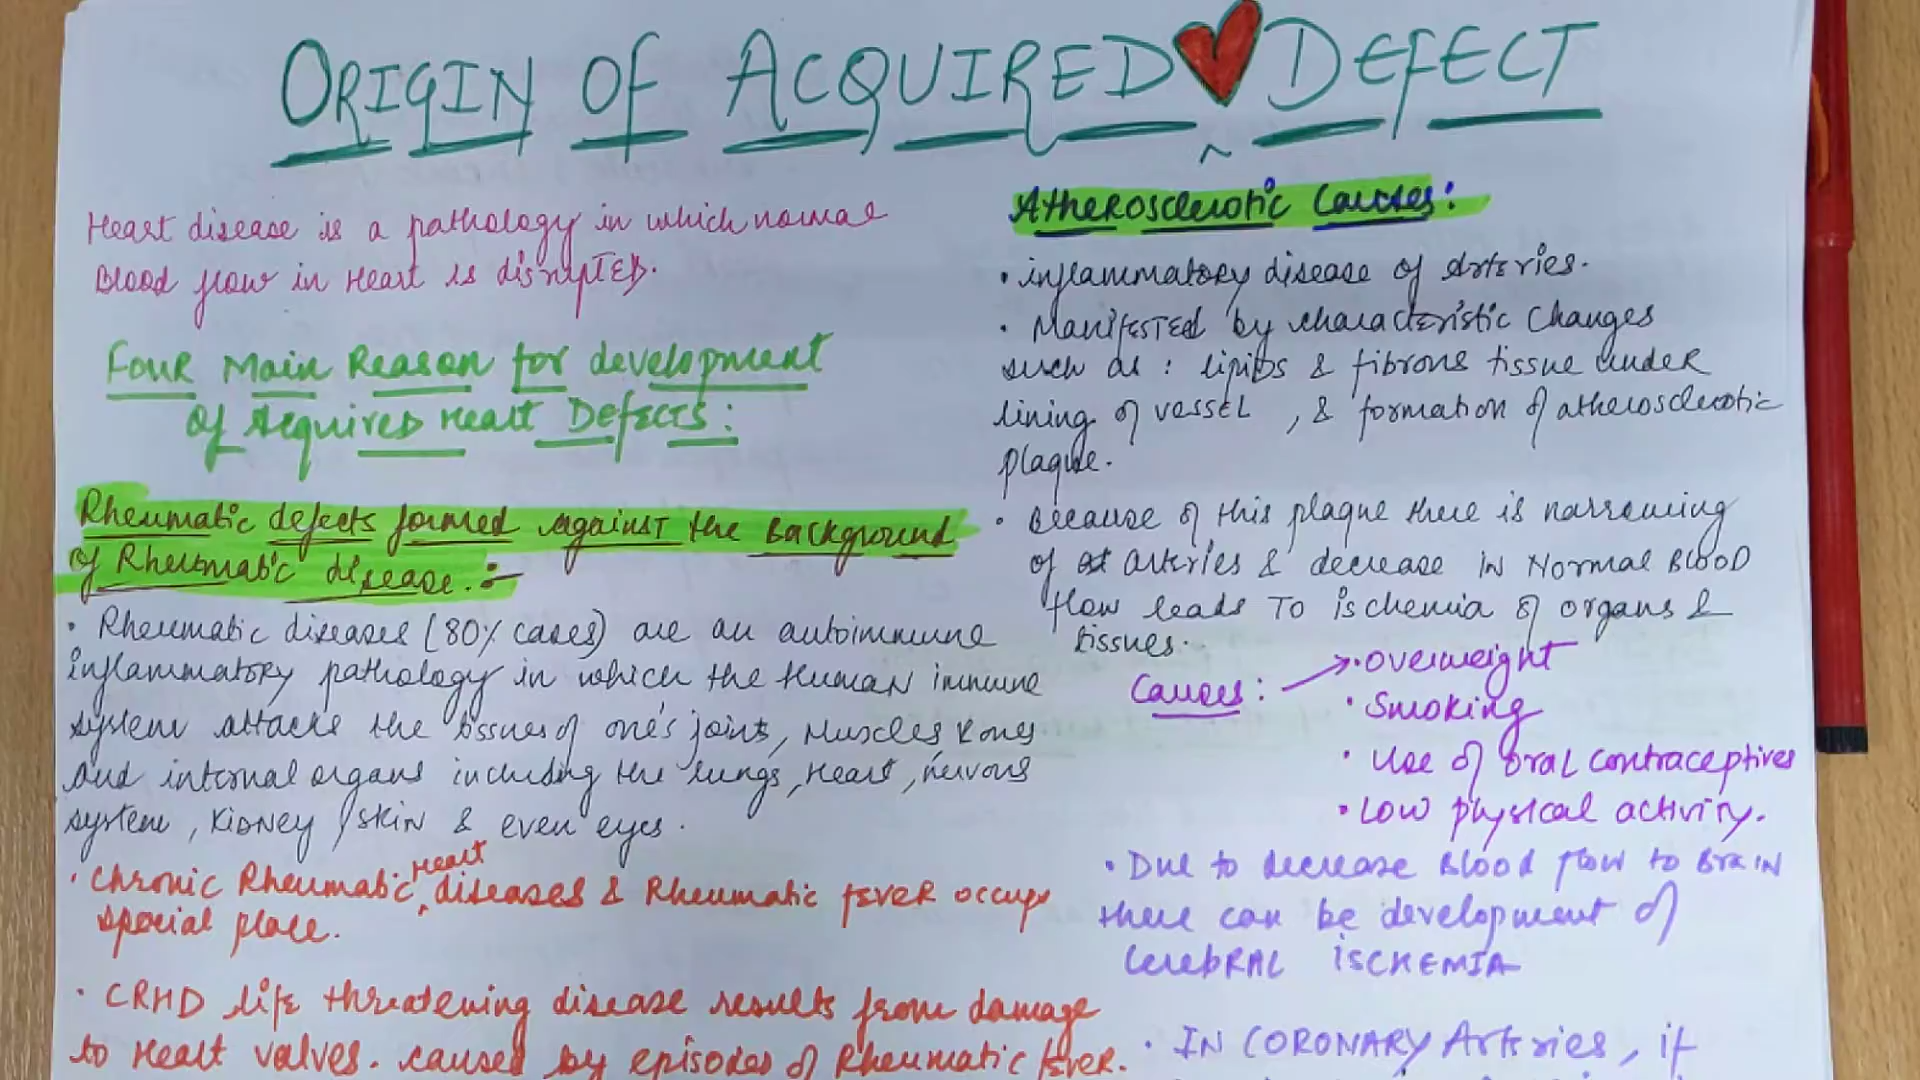 ORIGIN OF ACQUIRED DEFECT
Heart disease is a pathology in which normal
Blood flow in Heart is disrupted.
Four Main Reason for development
of Acquired Heart Defects:
Rheumatic defects formed against the Background
of Rheumatic disease.:-
• Rheumatic diseases (80% cases) are an autoimmune
inflammatory pathology in which the Human immune
system attacks the tissues of one's joint, Muscles, Bones
and internal organs including the lungs, Heart, nervous
system, Kidney, skin & even eyes.
• Chronic Rheumatic Heart diseases & Rheumatic fever occupy
special place.
• CRHD life threatening disease results from damage
to Heart valves. caused by episodes of Rheumatic fever.
Atherosclerotic Causes:
• inflammatory disease of Arteries.
• Manifested by characteristic changes
such as: lipids & fibrous tissue under
lining of vessel, & formation of atherosclerotic
plaque.
• Because of this plaque there is narrowing
of arteries & decrease in Normal Blood
flow leads To ischemia of organs &
tissues.
Causes: → • Overweight
• Smoking
• Use of oral contraceptives
• Low physical activity.
• Due to decrease Blood flow to Brain
there can be development of
Cerebral ischemia
• IN CORONARY Arteries, if